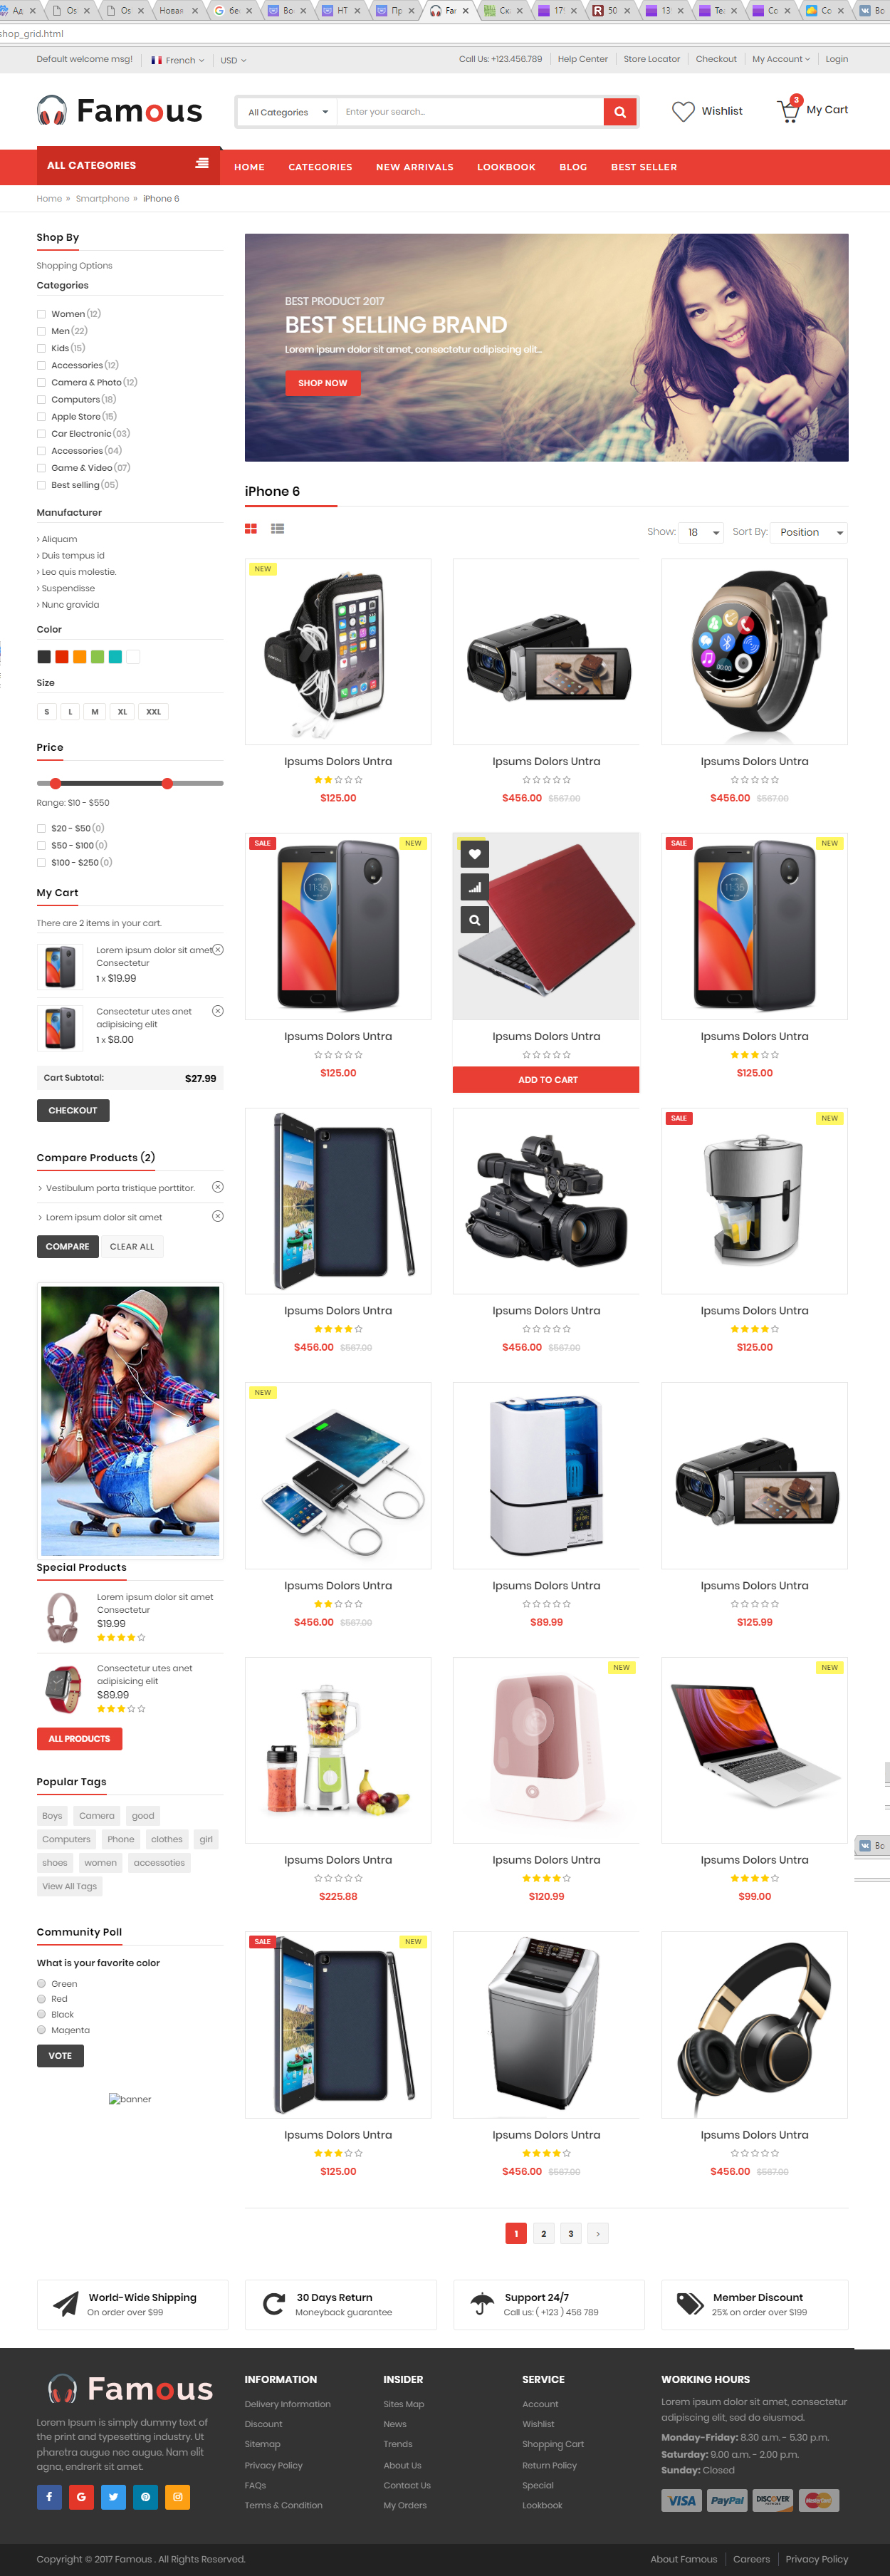 Os
Os
Новая
shop_grid.html
Default welcome msg!
French
USD
Call Us: +123.456.789
Help Center
Store Locator
Checkout
My Account
Login
Famous
All Categories
Enter your search...
Wishlist
3
My Cart
ALL CATEGORIES
HOME
CATEGORIES
NEW ARRIVALS
LOOKBOOK
BLOG
BEST SELLER
Home » Smartphone » iPhone 6
Shop By
Shopping Options
Categories
Women (12)
Men (22)
Kids (15)
Accessories (12)
Camera & Photo (12)
Computers (18)
Apple Store (15)
Car Electronic (03)
Accessories (04)
Game & Video (07)
Best selling (05)
Manufacturer
› Aliquam
› Duis tempus id
› Leo quis molestie.
› Suspendisse
› Nunc gravida
Color
Size
S
L
M
XL
XXL
Price
Range: $10 - $550
$20 - $50 (0)
$50 - $100 (0)
$100 - $250 (0)
My Cart
There are 2 items in your cart.
Lorem ipsum dolor sit amet
Consectetur
1 x $19.99
Consectetur utes anet
adipisicing elit
1 x $8.00
Cart Subtotal: $27.99
CHECKOUT
Compare Products (2)
› Vestibulum porta tristique porttitor.
› Lorem ipsum dolor sit amet
COMPARE
CLEAR ALL
Special Products
Lorem ipsum dolor sit amet
Consectetur
$19.99
Consectetur utes anet
adipisicing elit
$89.99
ALL PRODUCTS
Popular Tags
Boys
Camera
good
Computers
Phone
clothes
girl
shoes
women
accessoties
View All Tags
Community Poll
What is your favorite color
Green
Red
Black
Magenta
VOTE
banner
BEST PRODUCT 2017
BEST SELLING BRAND
Lorem ipsum dolor sit amet, consectetur adipiscing elit...
SHOP NOW
iPhone 6
Show: 18
Sort By: Position
NEW
Ipsums Dolors Untra
$125.00
Ipsums Dolors Untra
$456.00 $567.00
Ipsums Dolors Untra
$456.00 $567.00
SALE
NEW
11:35
Ipsums Dolors Untra
$125.00
Ipsums Dolors Untra
ADD TO CART
SALE
NEW
11:35
Ipsums Dolors Untra
$125.00
Ipsums Dolors Untra
$456.00 $567.00
Ipsums Dolors Untra
$456.00 $567.00
SALE
NEW
Ipsums Dolors Untra
$125.00
NEW
Ipsums Dolors Untra
$456.00 $567.00
Ipsums Dolors Untra
$89.99
Ipsums Dolors Untra
$125.99
Ipsums Dolors Untra
$225.88
NEW
Ipsums Dolors Untra
$120.99
NEW
Ipsums Dolors Untra
$99.00
SALE
NEW
Ipsums Dolors Untra
$125.00
Ipsums Dolors Untra
$456.00 $567.00
Ipsums Dolors Untra
$456.00 $567.00
1
2
3
›
World-Wide Shipping
On order over $99
30 Days Return
Moneyback guarantee
Support 24/7
Call us: ( +123 ) 456 789
Member Discount
25% on order over $199
Famous
Lorem Ipsum is simply dummy text of
the print and typesetting industry. Ut
pharetra augue nec augue. Nam elit
agna, endrerit sit amet.
INFORMATION
Delivery Information
Discount
Sitemap
Privacy Policy
FAQs
Terms & Condition
INSIDER
Sites Map
News
Trends
About Us
Contact Us
My Orders
SERVICE
Account
Wishlist
Shopping Cart
Return Policy
Special
Lookbook
WORKING HOURS
Lorem ipsum dolor sit amet, consectetur
adipiscing elit, sed do eiusmod.
Monday-Friday: 8.30 a.m. - 5.30 p.m.
Saturday: 9.00 a.m. - 2.00 p.m.
Sunday: Closed
VISA
PayPal
DISCOVER
MasterCard
Copyright © 2017 Famous . All Rights Reserved.
About Famous
Careers
Privacy Policy